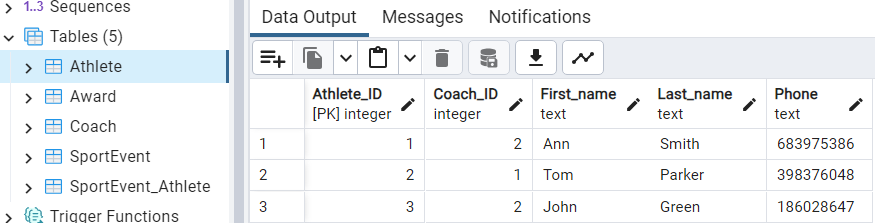 Sequences
Tables (5)
Athlete
Award
Coach
SportEvent
SportEvent_Athlete
Trigger Functions
Data Output Messages Notifications
Athlete_ID Coach_ID First_name Last_name Phone
[PK] integer integer text text text
1 1 2 Ann Smith 683975386
2 2 1 Tom Parker 398376048
3 3 2 John Green 186028647